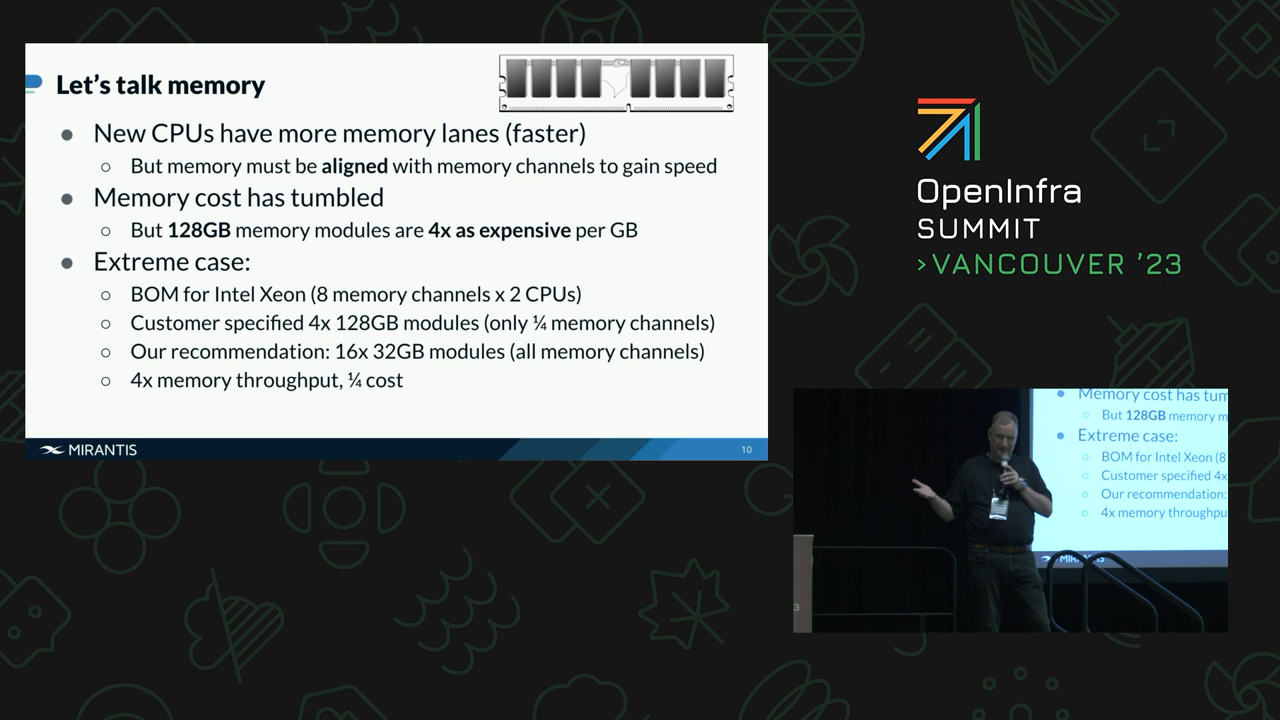 Let's talk memory
● New CPUs have more memory lanes (faster)
○ But memory must be aligned with memory channels to gain speed
● Memory cost has tumbled
○ But 128GB memory modules are 4x as expensive per GB
● Extreme case:
○ BOM for Intel Xeon (8 memory channels x 2 CPUs)
○ Customer specified 4x 128GB modules (only ¼ memory channels)
○ Our recommendation: 16x 32GB modules (all memory channels)
○ 4x memory throughput, ¼ cost
MIRANTIS
10
OpenInfra
SUMMIT
>VANCOUVER '23
● Memory cost has tum
○ But 128GB memory m
● Extreme case:
○ BOM for Intel Xeon (8
○ Customer specified 4x
○ Our recommendation:
○ 4x memory throughpu
MIRANTIS
3